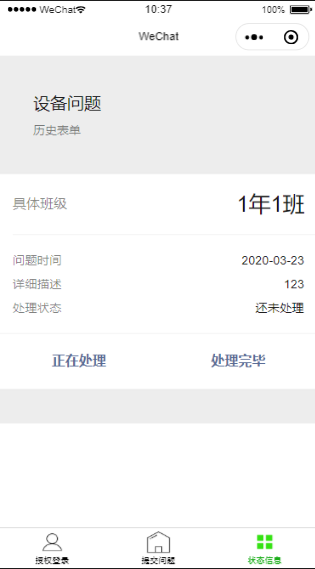 WeChat 10:37 100%
WeChat
设备问题
历史表单
具体班级 1年1班
问题时间 2020-03-23
详细描述 123
处理状态 还未处理
正在处理 处理完毕
授权登录 提交问题 状态信息